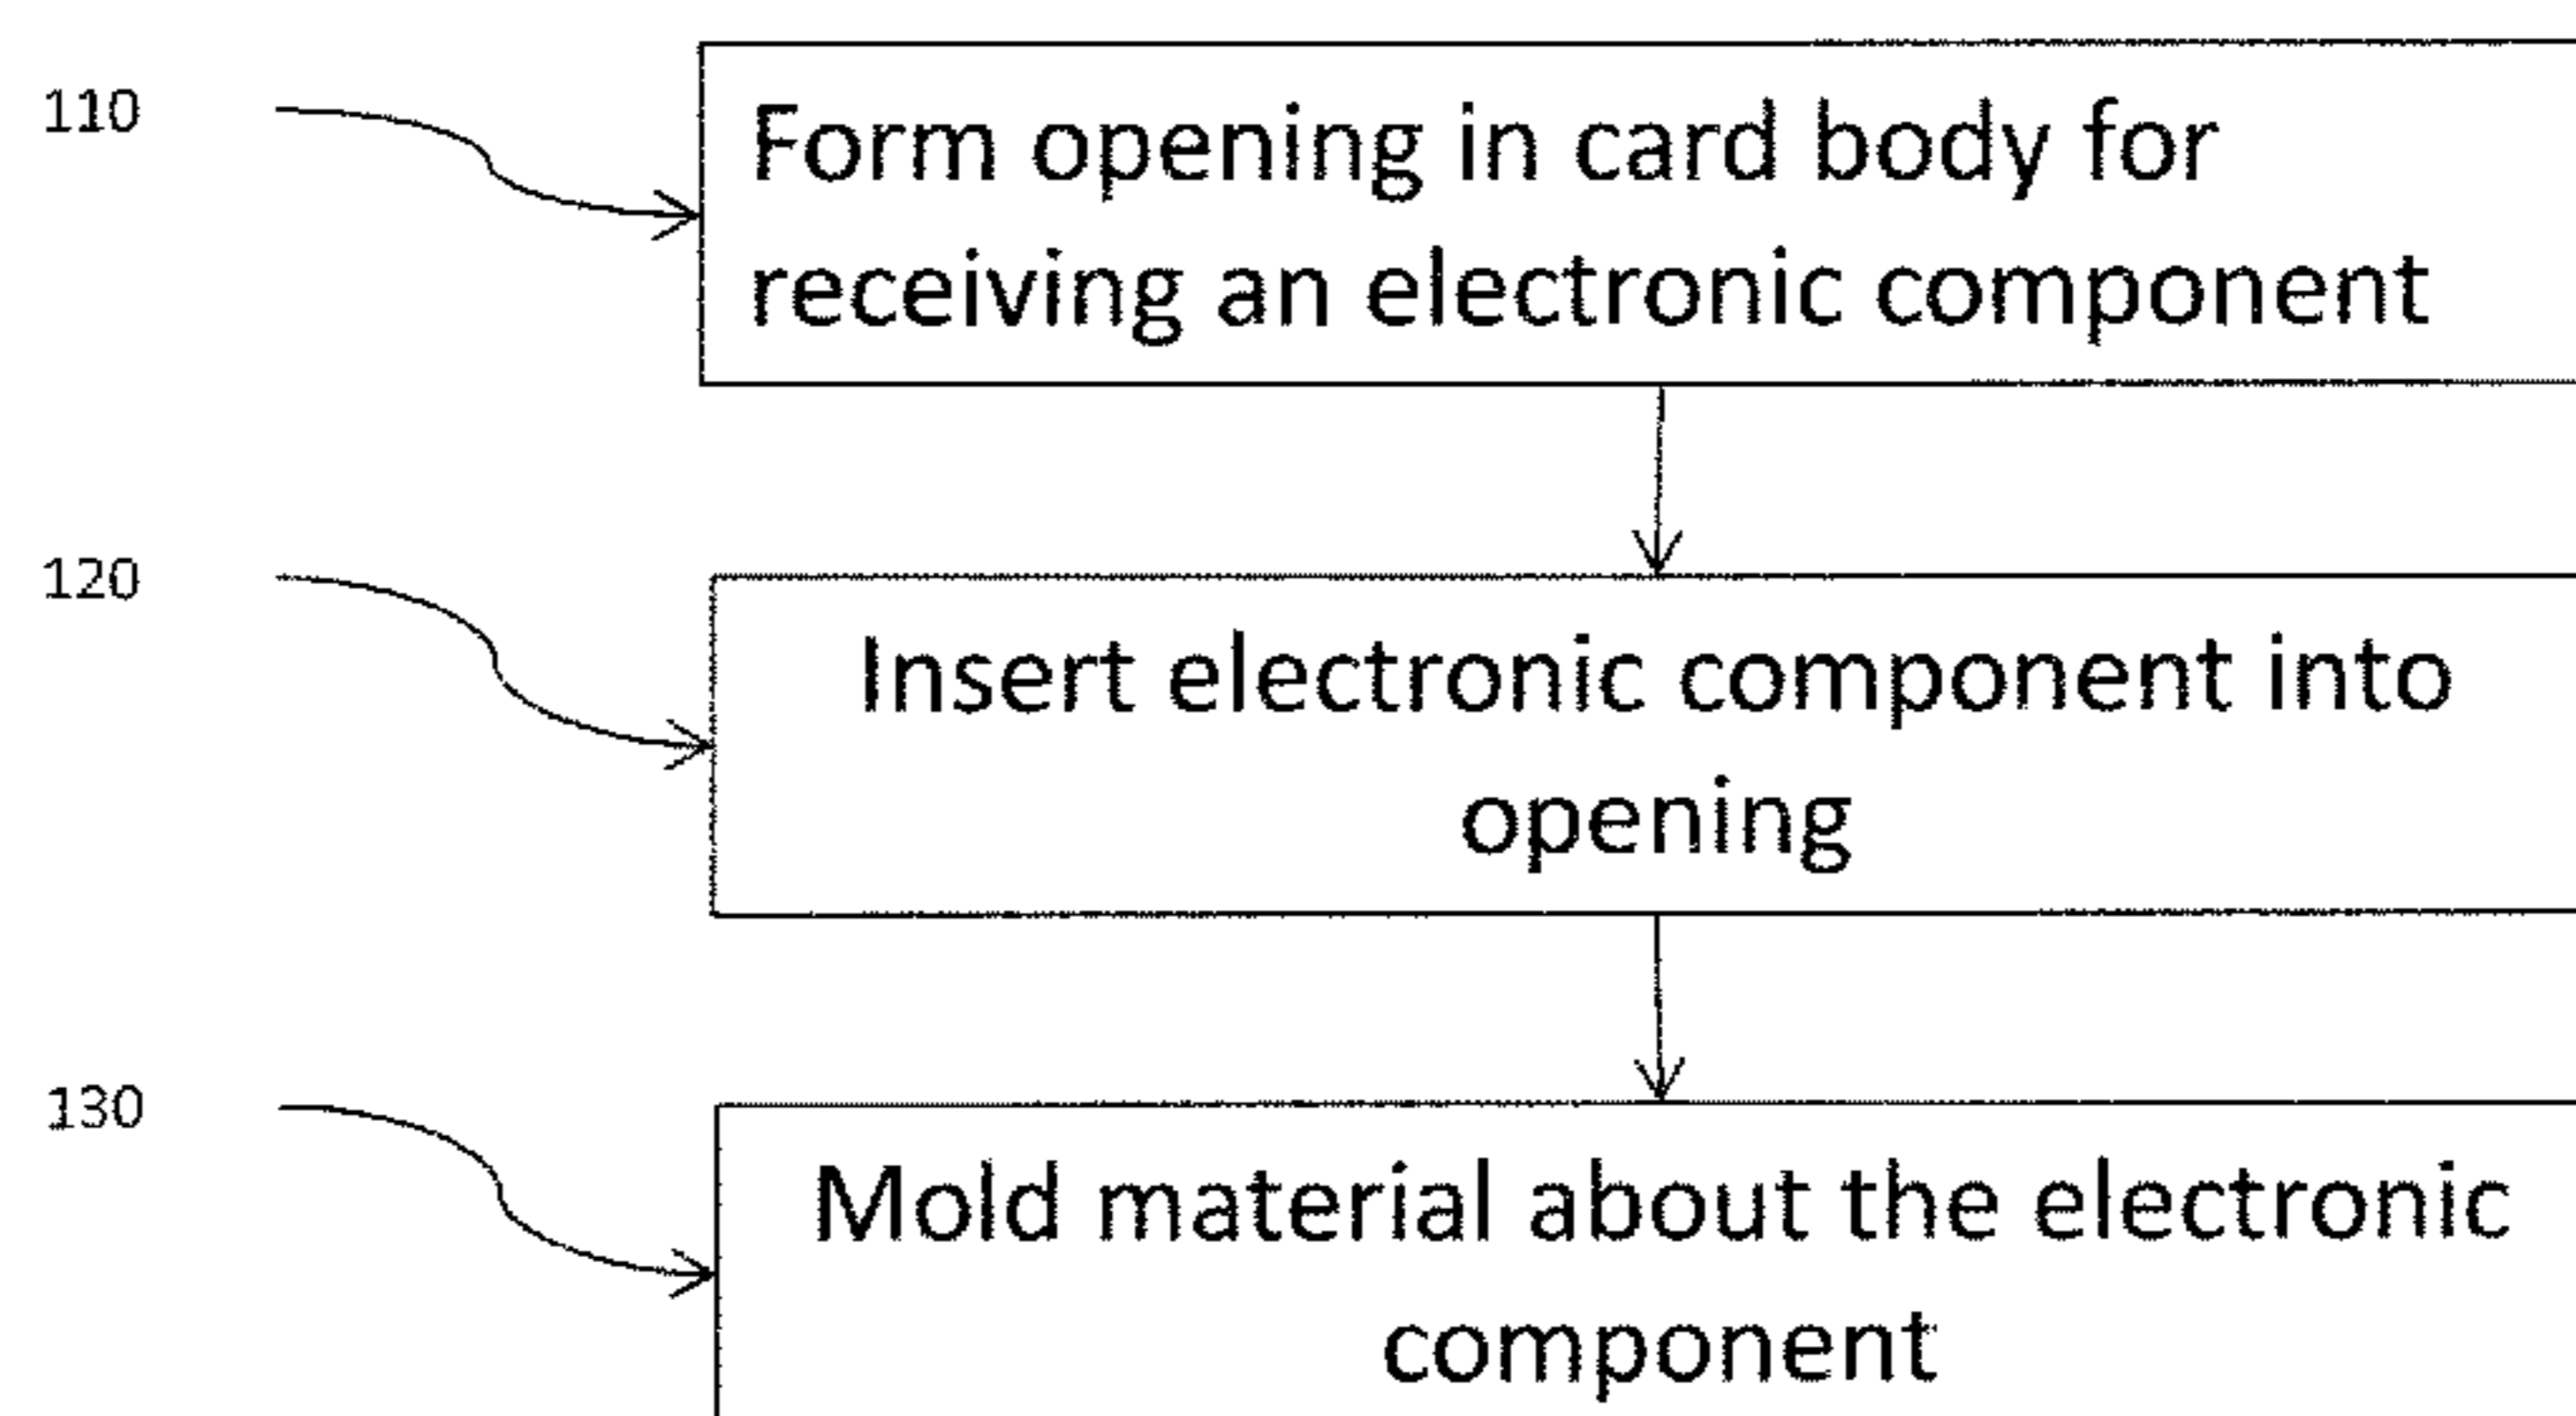 110
Form opening in card body for
receiving an electronic component
120
Insert electronic component into
opening
130
Mold material about the electronic
component